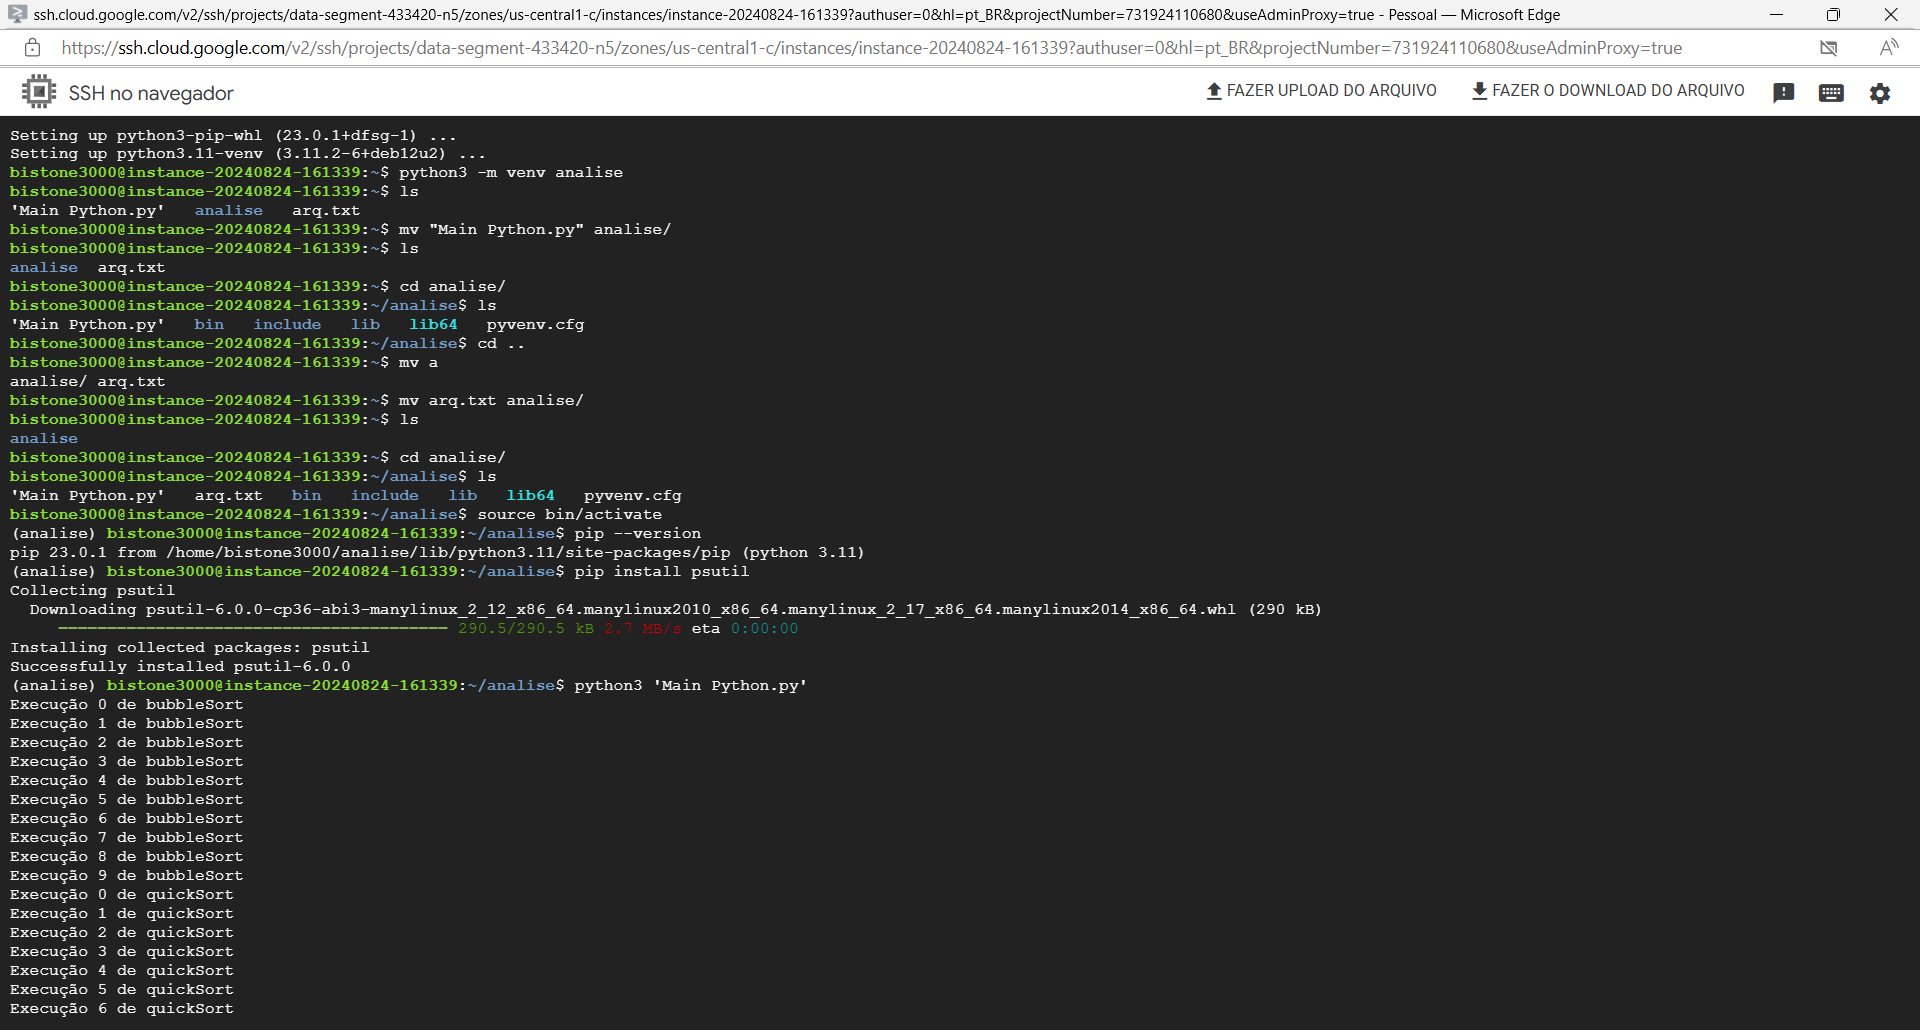 ssh.cloud.google.com/v2/ssh/projects/data-segment-433420-n5/zones/us-central1-c/instances/instance-20240824-161339?authuser=0&hl=pt_BR&projectNumber=731924110680&useAdminProxy=true - Pessoal — Microsoft Edge
https://ssh.cloud.google.com/v2/ssh/projects/data-segment-433420-n5/zones/us-central1-c/instances/instance-20240824-161339?authuser=0&hl=pt_BR&projectNumber=731924110680&useAdminProxy=true
SSH no navegador FAZER UPLOAD DO ARQUIVO FAZER O DOWNLOAD DO ARQUIVO
Setting up python3-pip-whl (23.0.1+dfsg-1) ...
Setting up python3.11-venv (3.11.2-6+deb12u2) ...
bistone3000@instance-20240824-161339:~$ python3 -m venv analise
bistone3000@instance-20240824-161339:~$ ls
'Main Python.py'   analise   arq.txt
bistone3000@instance-20240824-161339:~$ mv "Main Python.py" analise/
bistone3000@instance-20240824-161339:~$ ls
analise  arq.txt
bistone3000@instance-20240824-161339:~$ cd analise/
bistone3000@instance-20240824-161339:~/analise$ ls
'Main Python.py'   bin   include   lib   lib64   pyvenv.cfg
bistone3000@instance-20240824-161339:~/analise$ cd ..
bistone3000@instance-20240824-161339:~$ mv a
analise/ arq.txt
bistone3000@instance-20240824-161339:~$ mv arq.txt analise/
bistone3000@instance-20240824-161339:~$ ls
analise
bistone3000@instance-20240824-161339:~$ cd analise/
bistone3000@instance-20240824-161339:~/analise$ ls
'Main Python.py'   arq.txt   bin   include   lib   lib64   pyvenv.cfg
bistone3000@instance-20240824-161339:~/analise$ source bin/activate
(analise) bistone3000@instance-20240824-161339:~/analise$ pip --version
pip 23.0.1 from /home/bistone3000/analise/lib/python3.11/site-packages/pip (python 3.11)
(analise) bistone3000@instance-20240824-161339:~/analise$ pip install psutil
Collecting psutil
  Downloading psutil-6.0.0-cp36-abi3-manylinux_2_12_x86_64.manylinux2010_x86_64.manylinux_2_17_x86_64.manylinux2014_x86_64.whl (290 kB)
290.5/290.5 kB 2.7 MB/s eta 0:00:00
Installing collected packages: psutil
Successfully installed psutil-6.0.0
(analise) bistone3000@instance-20240824-161339:~/analise$ python3 'Main Python.py'
Execução 0 de bubbleSort
Execução 1 de bubbleSort
Execução 2 de bubbleSort
Execução 3 de bubbleSort
Execução 4 de bubbleSort
Execução 5 de bubbleSort
Execução 6 de bubbleSort
Execução 7 de bubbleSort
Execução 8 de bubbleSort
Execução 9 de bubbleSort
Execução 0 de quickSort
Execução 1 de quickSort
Execução 2 de quickSort
Execução 3 de quickSort
Execução 4 de quickSort
Execução 5 de quickSort
Execução 6 de quickSort